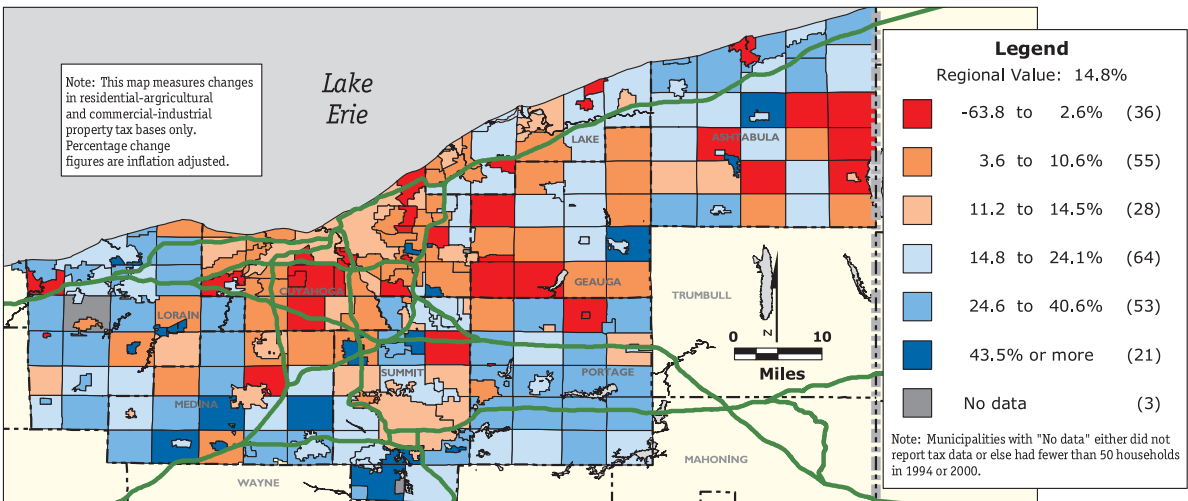 Note: This map measures changes
in residential-argricultural
and commercial-industrial
property tax bases only.
Percentage change
figures are inflation adjusted.
Lake
Erie
LAKE
ASHTABULA
GEAUGA
TRUMBULL
CUYAHOGA
LORAIN
SUMMIT
PORTAGE
MEDINA
WAYNE
MAHONING
N
0 10
Miles
Legend
Regional Value: 14.8%
-63.8 to 2.6% (36)
3.6 to 10.6% (55)
11.2 to 14.5% (28)
14.8 to 24.1% (64)
24.6 to 40.6% (53)
43.5% or more (21)
No data (3)
Note: Municipalities with "No data" either did not
report tax data or else had fewer than 50 households
in 1994 or 2000.